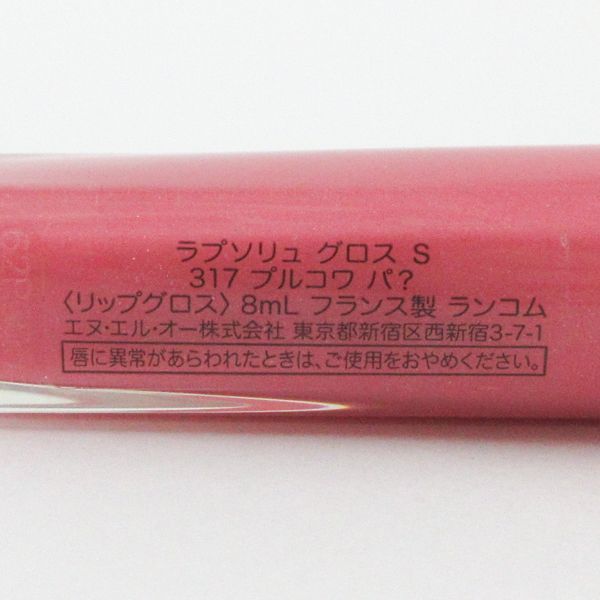 ラプソリュ グロス S
317 プルコワ パ?
〈リップグロス〉 8mL フランス製 ランコム
エヌ・エル・オー株式会社 東京都新宿区西新宿3-7-1
唇に異常があらわれたときは、ご使用をおやめください。